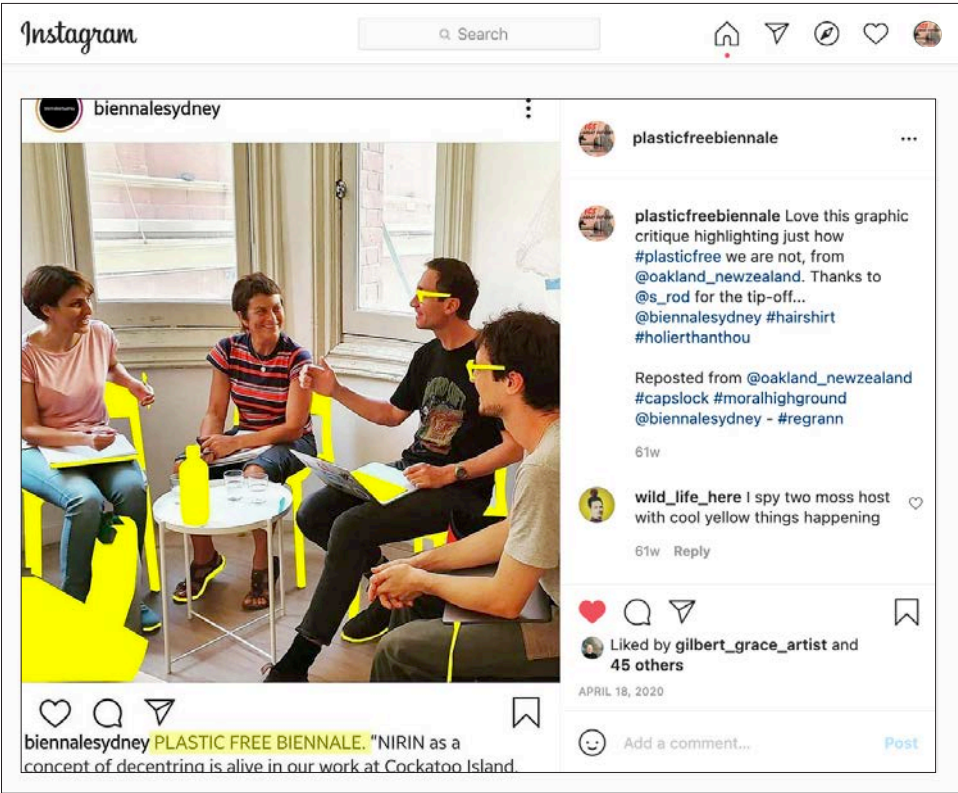 Instagram
Search
biennalesydney
biennalesydney PLASTIC FREE BIENNALE. "NIRIN as a
concept of decentring is alive in our work at Cockatoo Island.
plasticfreebiennale
plasticfreebiennale Love this graphic
critique highlighting just how
#plasticfree we are not, from
@oakland_newzealand. Thanks to
@s_rod for the tip-off...
@biennalesydney #hairshirt
#holierthanthou
Reposted from @oakland_newzealand
#capslock #moralhighground
@biennalesydney - #regrann
61w
wild_life_here I spy two moss host
with cool yellow things happening
61w Reply
Liked by gilbert_grace_artist and
45 others
APRIL 18, 2020
Add a comment...
Post